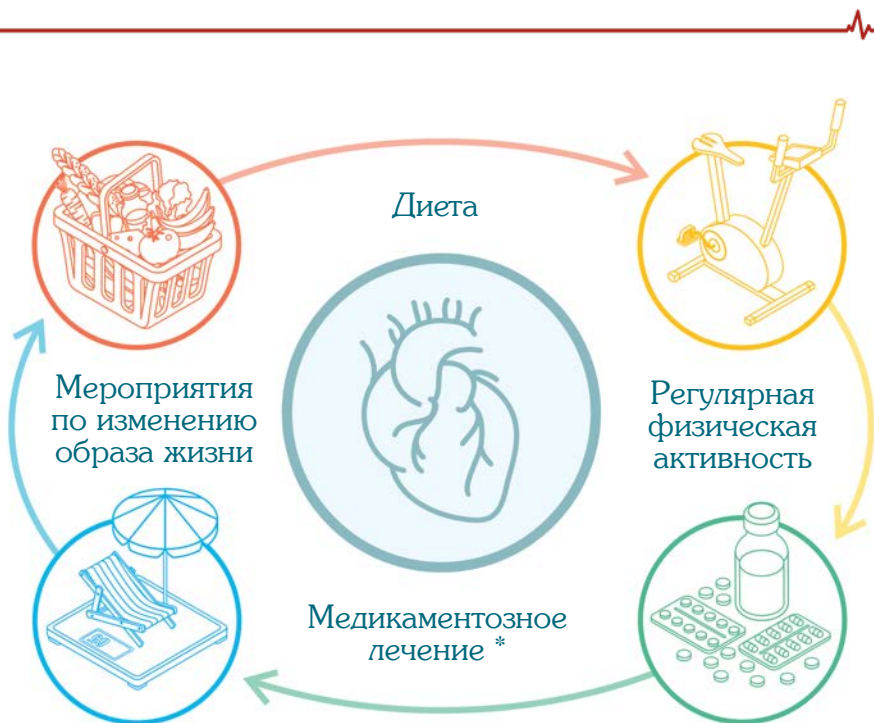 Диета
Мероприятия
по изменению
образа жизни
Регулярная
физическая
активность
Медикаментозное
лечение *